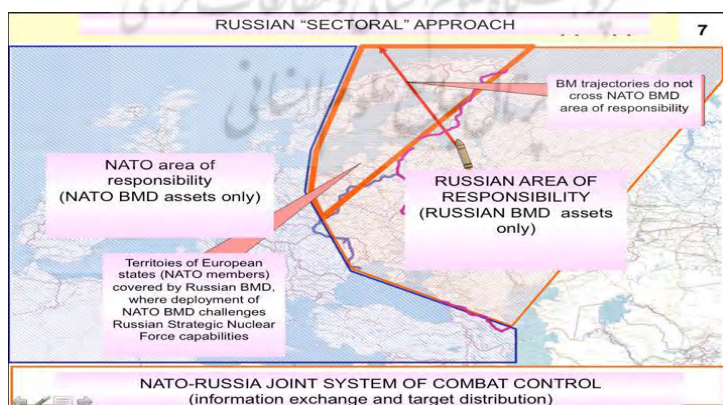 RUSSIAN “SECTORAL” APPROACH
7
BM trajectories do not
cross NATO BMD
area of responsibility
NATO area of
responsibility
(NATO BMD assets only)
RUSSIAN AREA OF
RESPONSIBILITY
(RUSSIAN BMD assets
only)
Territoies of European
states (NATO members)
covered by Russian BMD,
where deployment of
NATO BMD challenges
Russian Strategic Nuclear
Force capabilities
NATO-RUSSIA JOINT SYSTEM OF COMBAT CONTROL
(information exchange and target distribution)